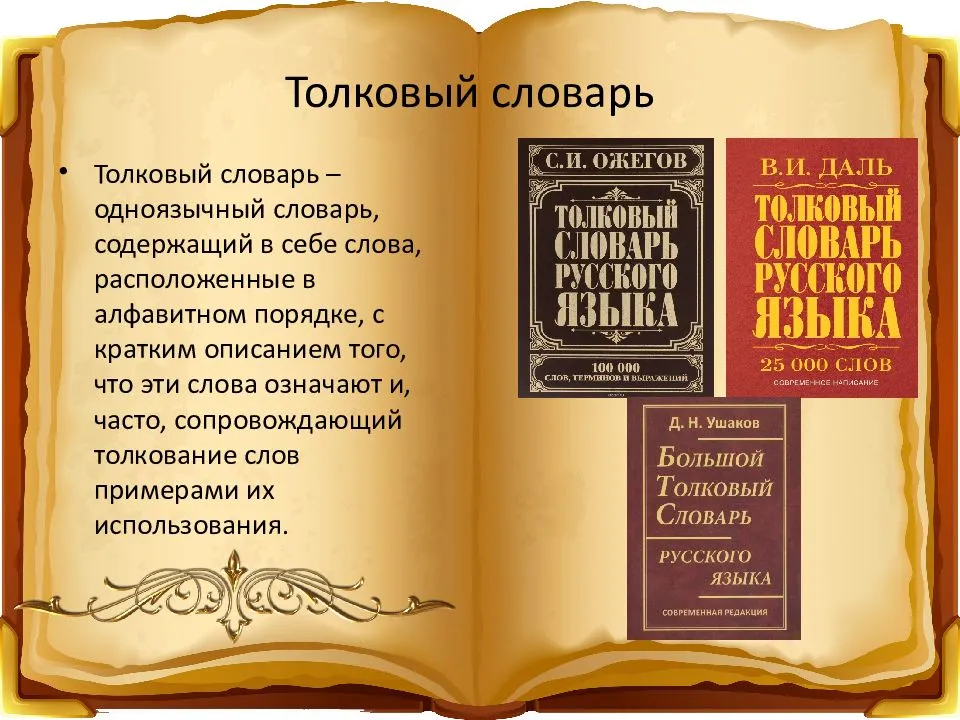 Толковый словарь
• Толковый словарь –
одноязычный словарь,
содержащий в себе слова,
расположенные в
алфавитном порядке, с
кратким описанием того,
что эти слова означают и,
часто, сопровождающий
толкование слов
примерами их
использования.
С.И. ОЖЕГОВ
ТОЛКОВЫЙ
СЛОВАРЬ
РУССКОГО
ЯЗЫКА
100 000
СЛОВ, ТЕРМИНОВ И ВЫРАЖЕНИЙ
В.И. ДАЛЬ
ТОЛКОВЫЙ
СЛОВАРЬ
РУССКОГО
ЯЗЫКА
25 000 СЛОВ
СОВРЕМЕННОЕ НАПИСАНИЕ
Д. Н. Ушаков
БОЛЬШОЙ
ТОЛКОВЫЙ
СЛОВАРЬ
РУССКОГО
ЯЗЫКА
СОВРЕМЕННАЯ РЕДАКЦИЯ